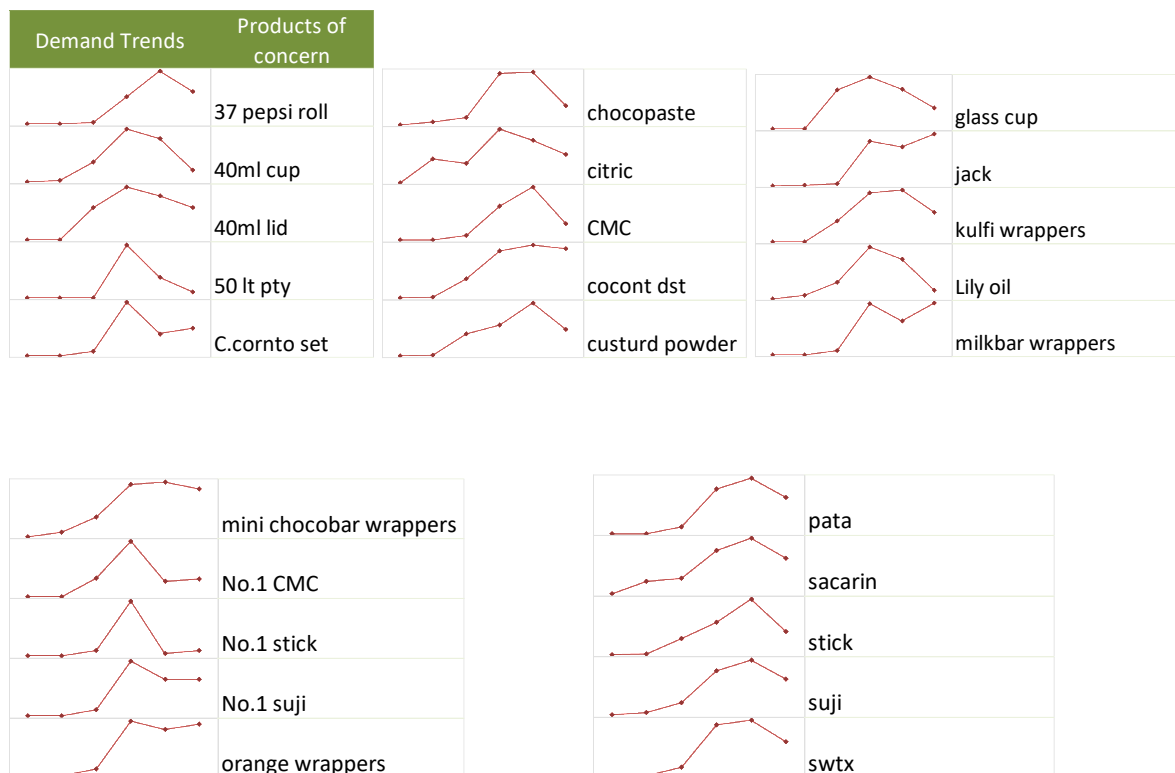 Demand Trends
Products of
concern
37 pepsi roll
40ml cup
40ml lid
50 lt pty
C.cornto set
chocopaste
citric
CMC
cocont dst
custurd powder
glass cup
jack
kulfi wrappers
Lily oil
milkbar wrappers
mini chocobar wrappers
No.1 CMC
No.1 stick
No.1 suji
orange wrappers
pata
sacarin
stick
suji
swtx